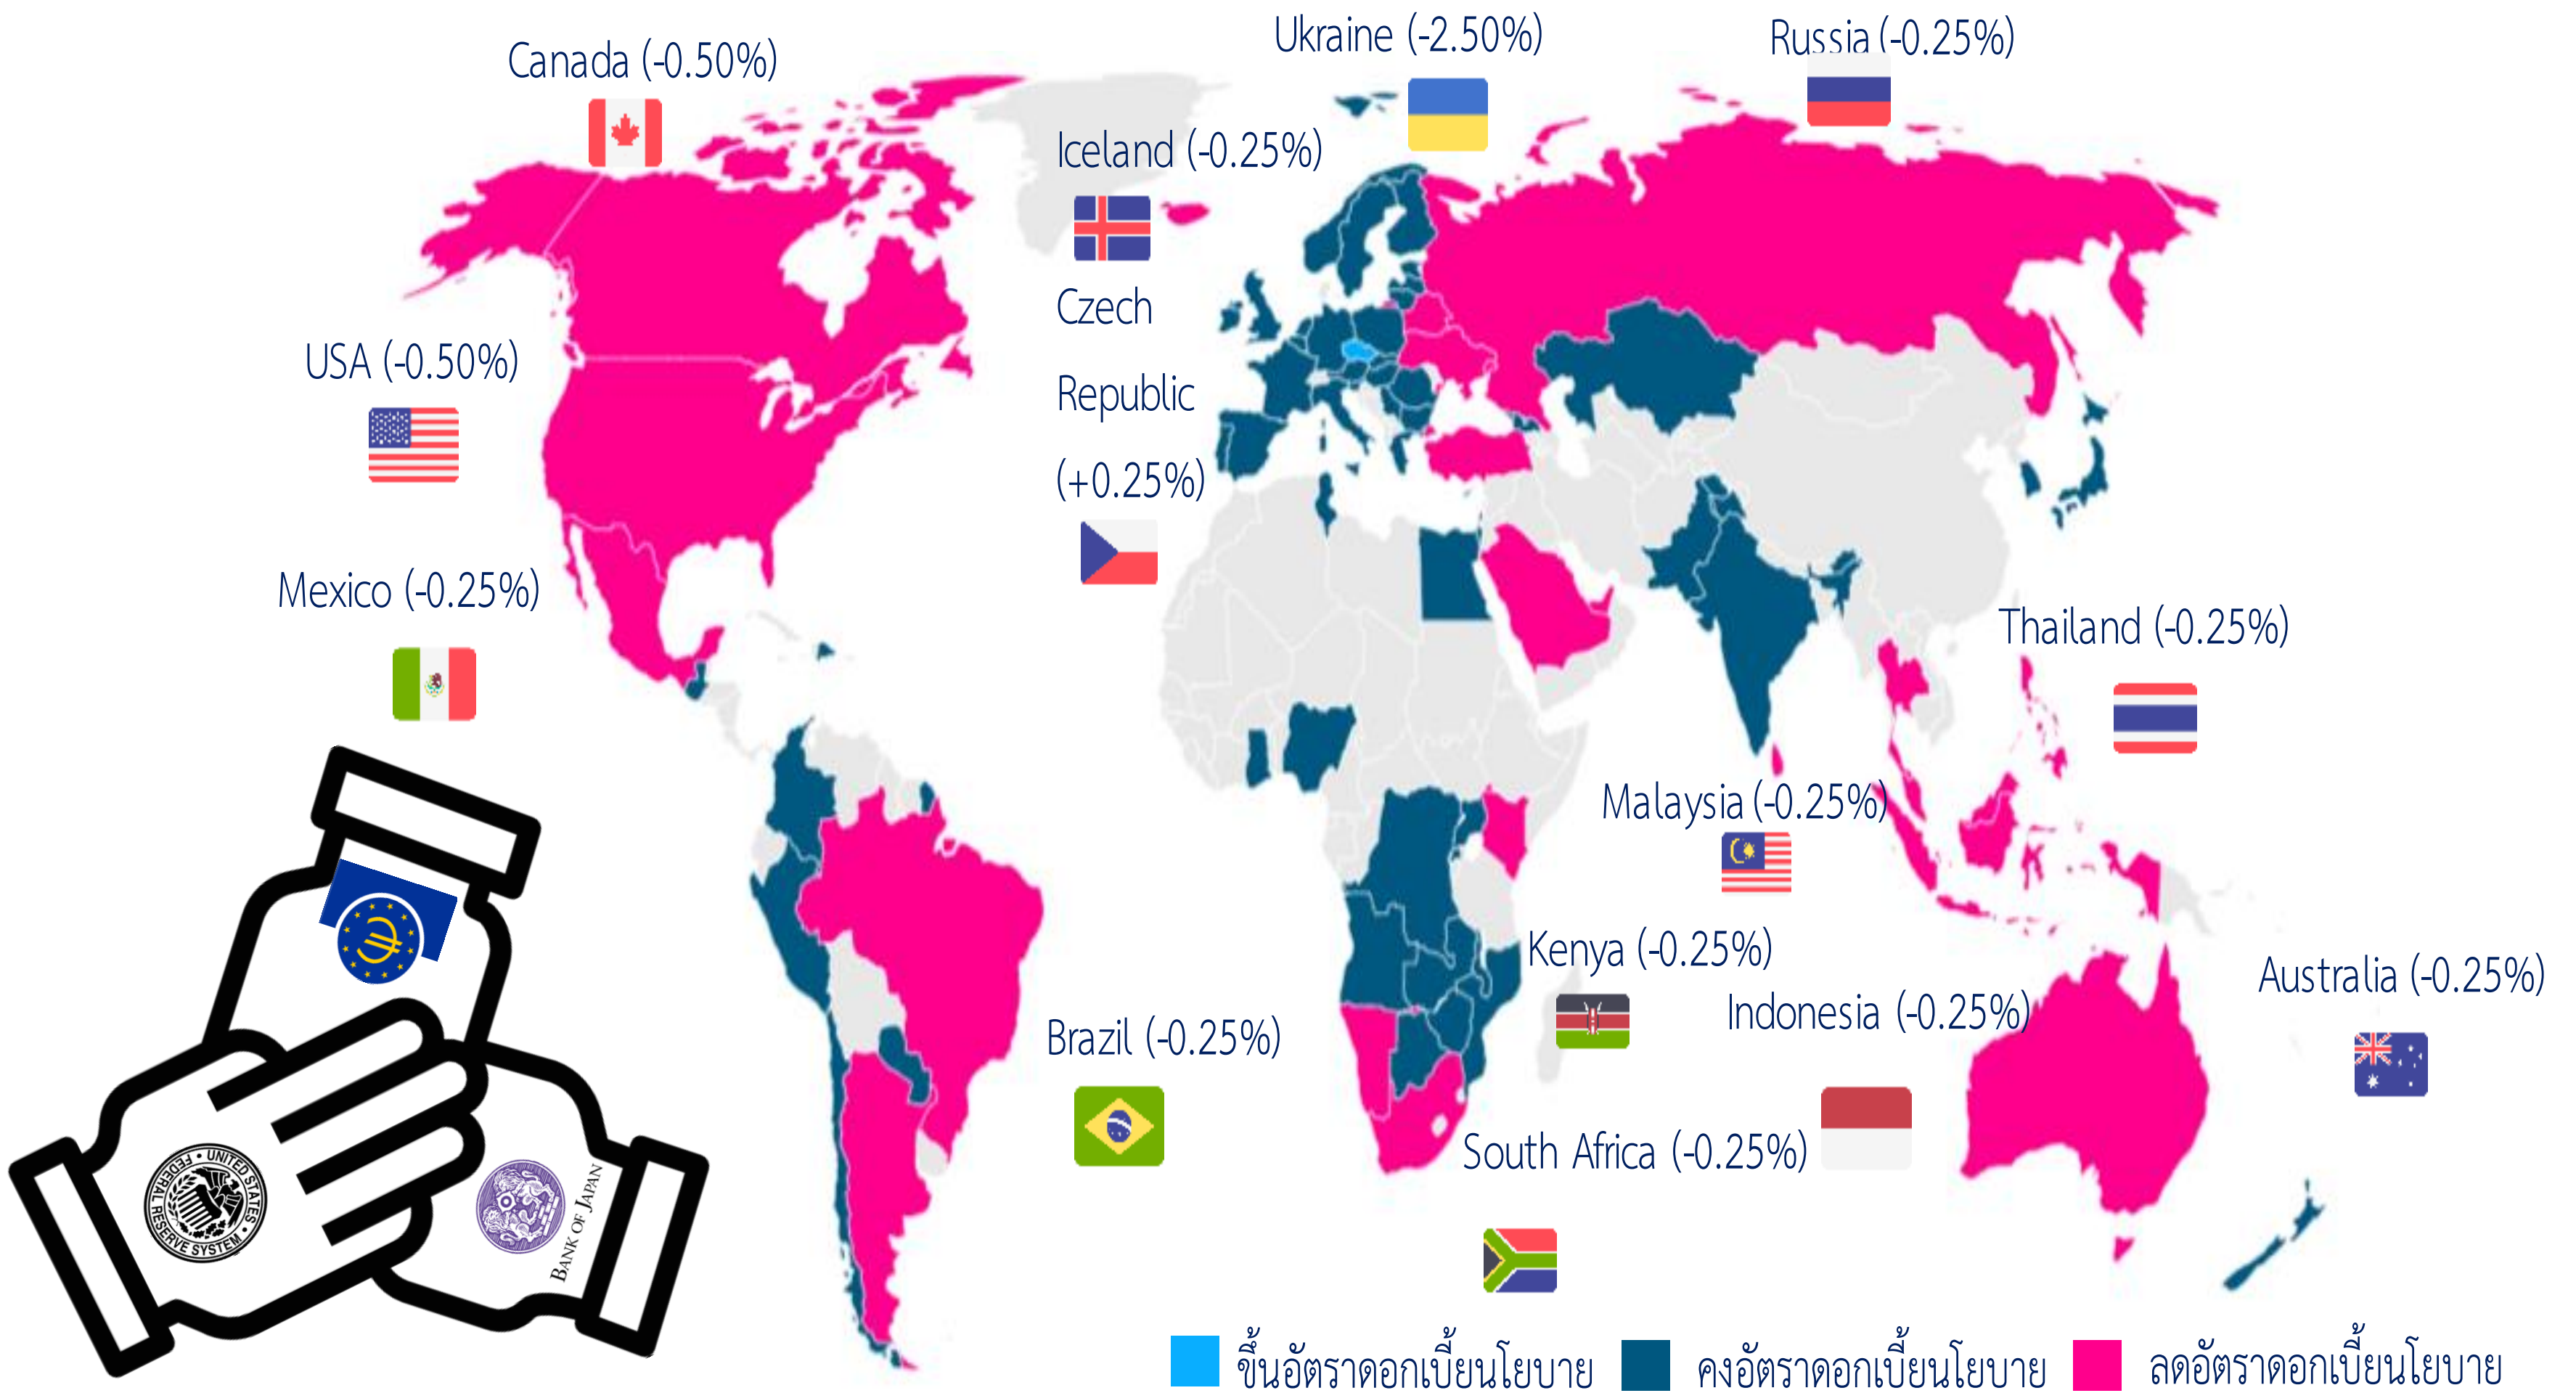 Ukraine (-2.50%)
Russia (-0.25%)
Canada (-0.50%)
Iceland (-0.25%)
Czech
Republic
(+0.25%)
USA (-0.50%)
Mexico (-0.25%)
Thailand (-0.25%)
Malaysia (-0.25%)
Kenya (-0.25%)
Indonesia (-0.25%)
Australia (-0.25%)
Brazil (-0.25%)
South Africa (-0.25%)
UNITED STATES • FEDERAL RESERVE SYSTEM •
BANK OF JAPAN
ขึ้นอัตราดอกเบี้ยนโยบาย
คงอัตราดอกเบี้ยนโยบาย
ลดอัตราดอกเบี้ยนโยบาย